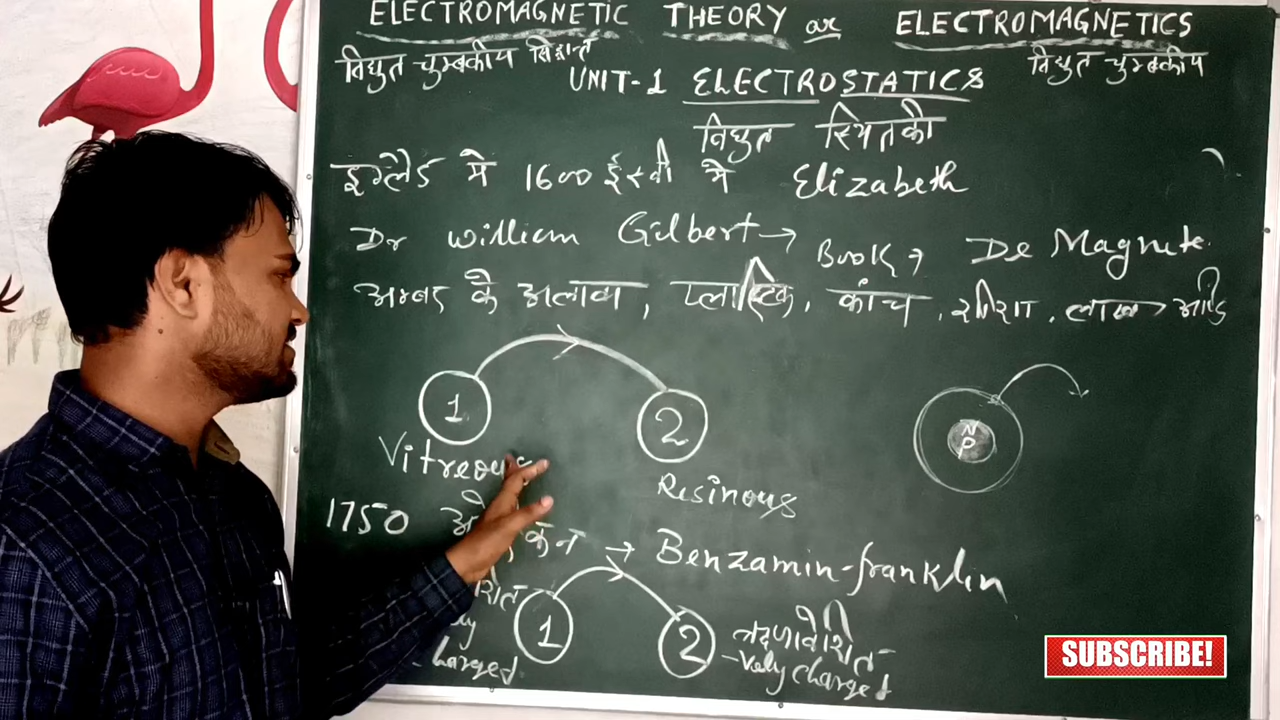 ELECTROMAGNETIC THEORY or ELECTROMAGNETICS
विद्युत चुम्बकीय सिद्धान्त
विद्युत चुम्बकीय
UNIT-1 ELECTROSTATICS
विद्युत स्थितकी
इंग्लैंड मे 1600 ईस्वी मे Elizabeth
Dr William Gilbert → Book → De Magnete
अम्बर के अलावा, प्लास्टिक, कांच, शीशा, लाख आदि
1 2
N
P
Vitreous
Resinous
1750
→ Benzamin-franklin
1 2
-Vely charged
charged
SUBSCRIBE!